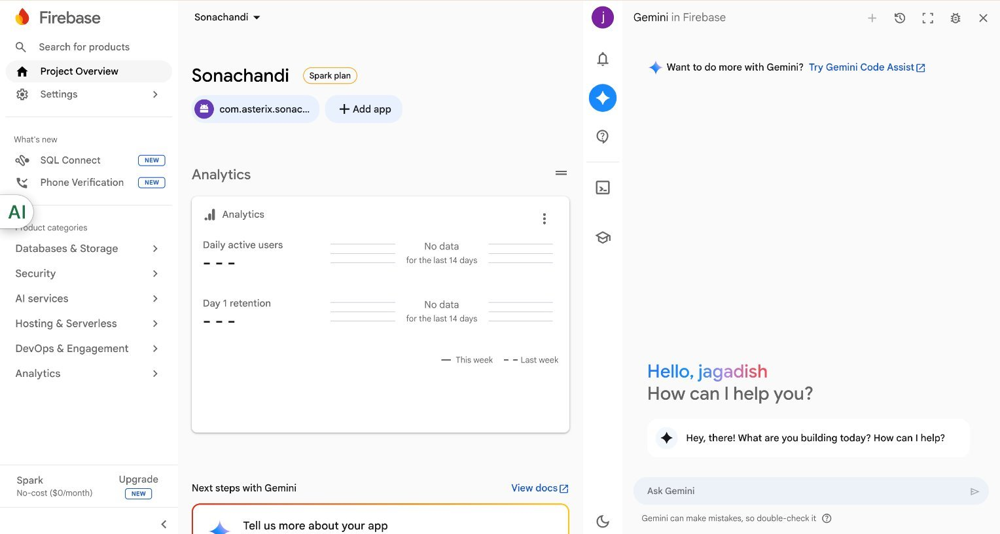 Firebase
Search for products
Project Overview
Settings
What's new
SQL Connect NEW
Phone Verification NEW
AI
Product categories
Databases & Storage
Security
AI services
Hosting & Serverless
DevOps & Engagement
Analytics
Spark
No-cost ($0/month)
Upgrade
NEW
Sonachandi
Sonachandi Spark plan
com.asterix.sonac... + Add app
Analytics
Analytics
Daily active users
- - -
No data
for the last 14 days
Day 1 retention
- - -
No data
for the last 14 days
This week Last week
Next steps with Gemini View docs
Tell us more about your app
j
Gemini in Firebase
Want to do more with Gemini? Try Gemini Code Assist
Hello, jagadish
How can I help you?
Hey, there! What are you building today? How can I help?
Ask Gemini
Gemini can make mistakes, so double-check it